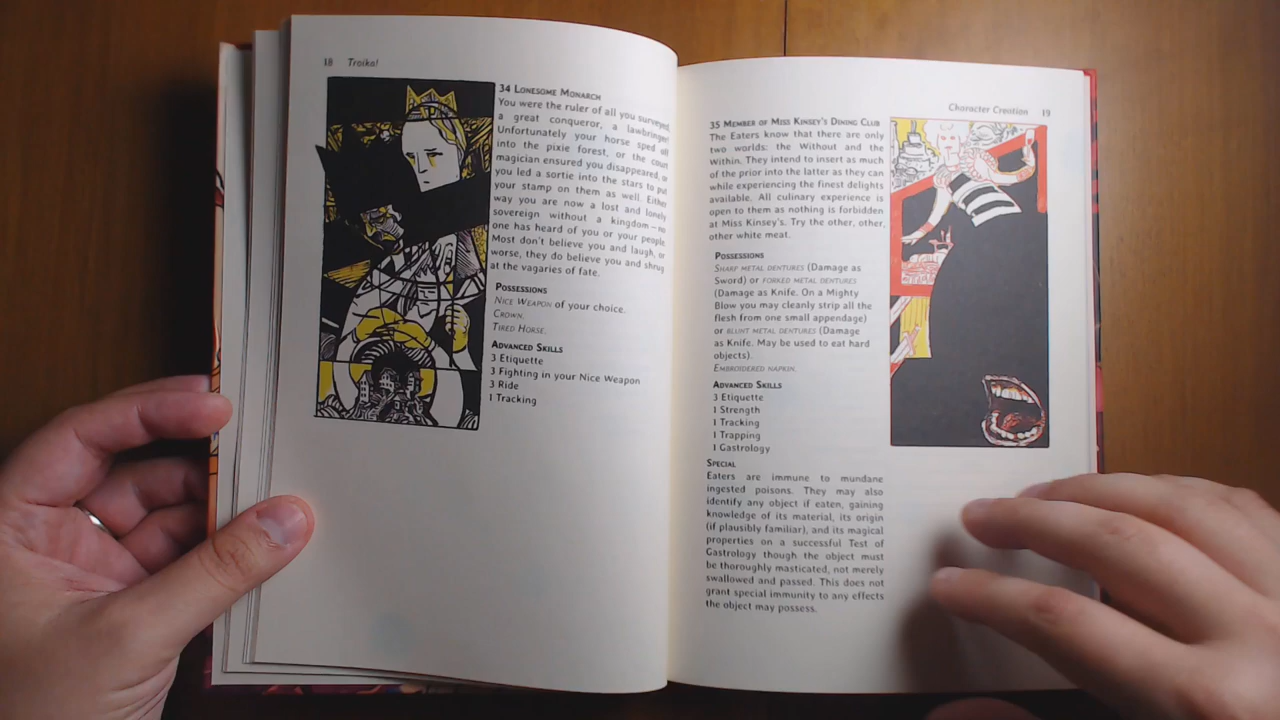 18 Troika!
34 Lonesome Monarch
You were the ruler of all you surveyed,
a great conqueror, a lawbringer!
Unfortunately your horse sped off
into the pixie forest, or the court
magician ensured you disappeared, or
you led a sortie into the stars to put
your stamp on them as well. Either
way you are now a lost and lonely
sovereign without a kingdom—no
one has heard of you or your people.
Most don't believe you and laugh, or
worse, they do believe you and shrug
at the vagaries of fate.
Possessions
Nice Weapon of your choice.
Crown.
Tired Horse.
Advanced Skills
3 Etiquette
3 Fighting in your Nice Weapon
3 Ride
1 Tracking
Character Creation 19
35 Member of Miss Kinsey's Dining Club
The Eaters know that there are only
two worlds: the Without and the
Within. They intend to insert as much
of the prior into the latter as they can
while experiencing the finest delights
available. All culinary experience is
open to them as nothing is forbidden
at Miss Kinsey's. Try the other, other,
other white meat.
Possessions
Sharp metal dentures (Damage as
Sword) or forked metal dentures
(Damage as Knife. On a Mighty
Blow you may cleanly strip all the
flesh from one small appendage)
or blunt metal dentures (Damage
as Knife. May be used to eat hard
objects).
Embroidered napkin.
Advanced Skills
3 Etiquette
1 Strength
1 Tracking
1 Trapping
1 Gastrology
Special
Eaters are immune to mundane
ingested poisons. They may also
identify any object if eaten, gaining
knowledge of its material, its origin
(if plausibly familiar), and its magical
properties on a successful Test of
Gastrology though the object must
be thoroughly masticated, not merely
swallowed and passed. This does not
grant special immunity to any effects
the object may possess.